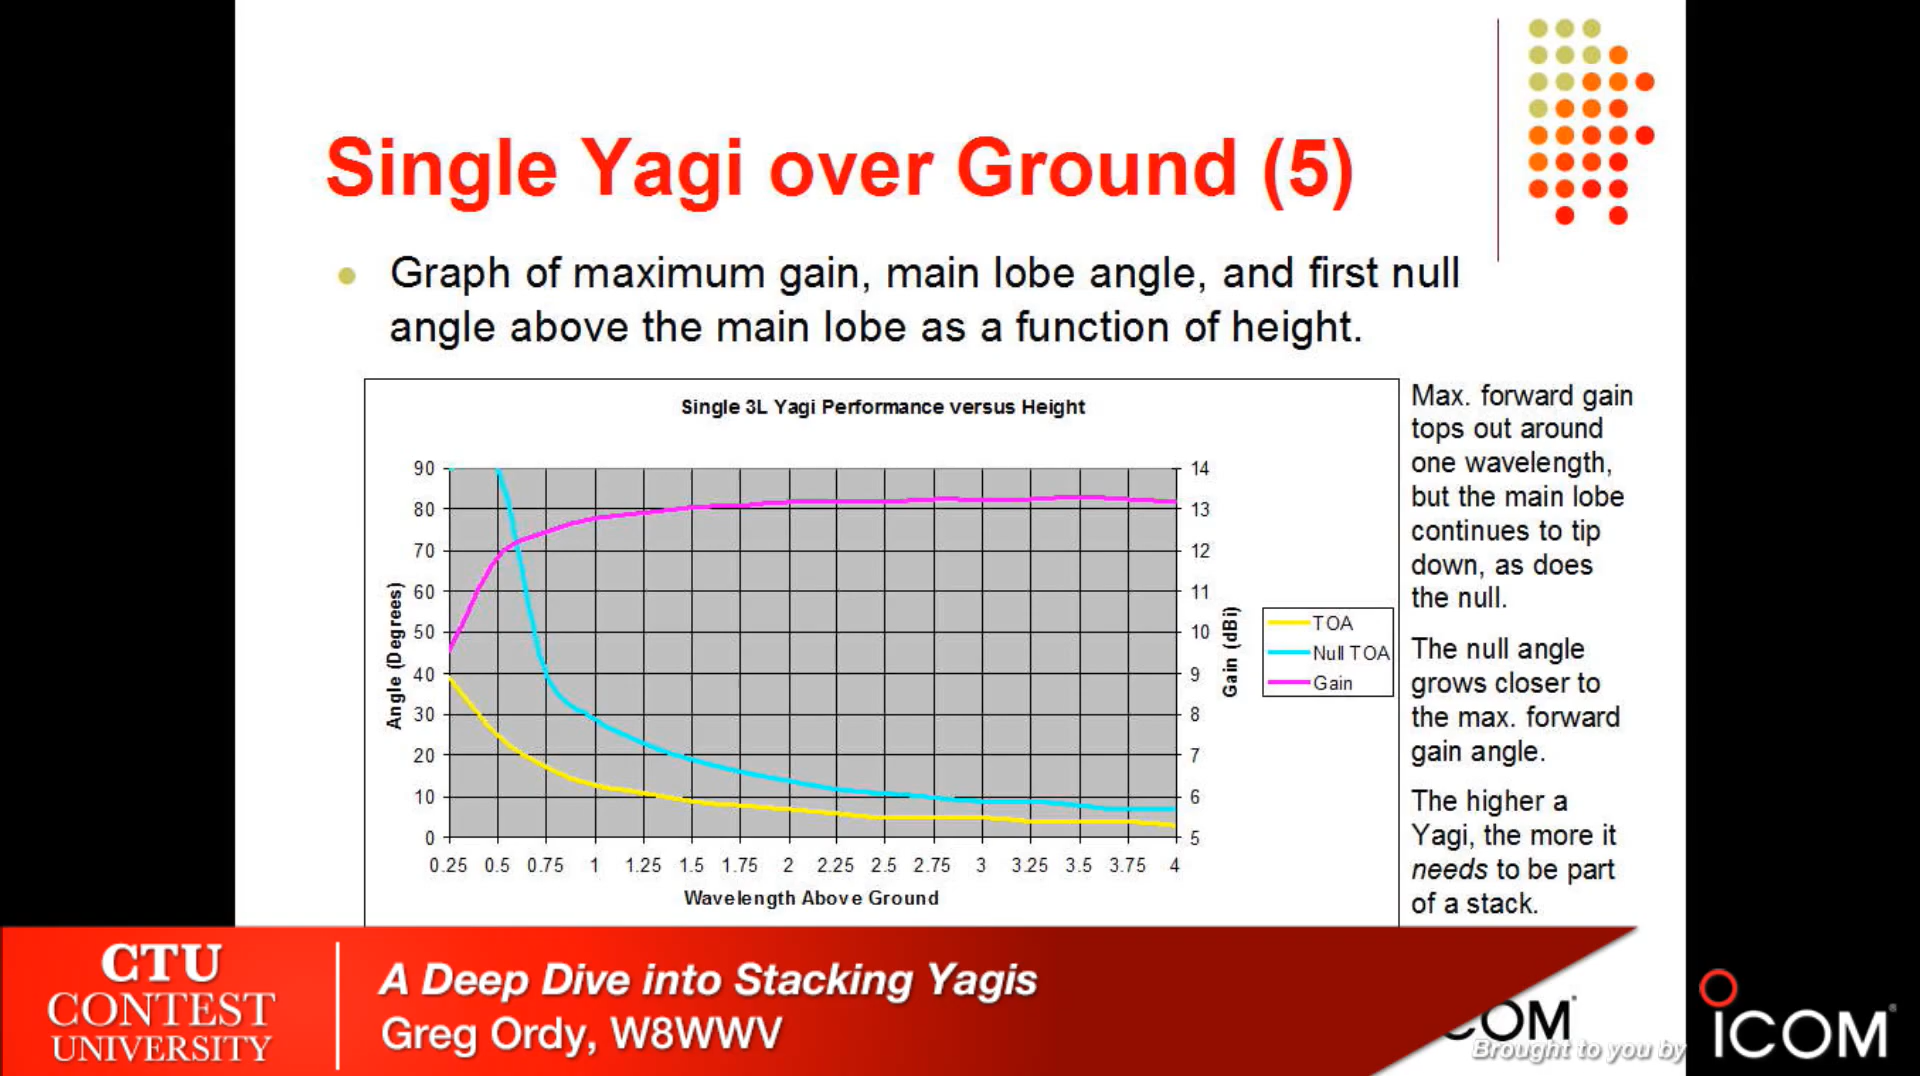 Single Yagi over Ground (5)
Graph of maximum gain, main lobe angle, and first null
angle above the main lobe as a function of height.
Single 3L Yagi Performance versus Height
90
80
70
60
50
40
30
20
10
0
Angle (Degrees)
14
13
12
11
10
9
8
7
6
5
Gain (dBi)
0.25 0.5 0.75 1 1.25 1.5 1.75 2 2.25 2.5 2.75 3 3.25 3.5 3.75 4
Wavelength Above Ground
TOA
Null TOA
Gain
Max. forward gain
tops out around
one wavelength,
but the main lobe
continues to tip
down, as does
the null.
The null angle
grows closer to
the max. forward
gain angle.
The higher a
Yagi, the more it
needs to be part
of a stack.
CTU
CONTEST
UNIVERSITY
A Deep Dive into Stacking Yagis
Greg Ordy, W8WWV
COM
Brought to you by
ICOM